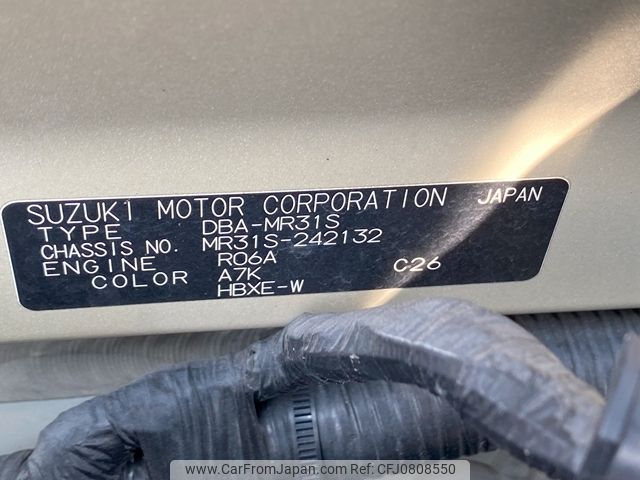 SUZUKI MOTOR CORPORATION JAPAN
TYPE DBA-MR31S
CHASSIS NO. MR31S-242132
ENGINE R06A C26
COLOR A7K
HBXE-W
www.CarFromJapan.com | CFJ0808550